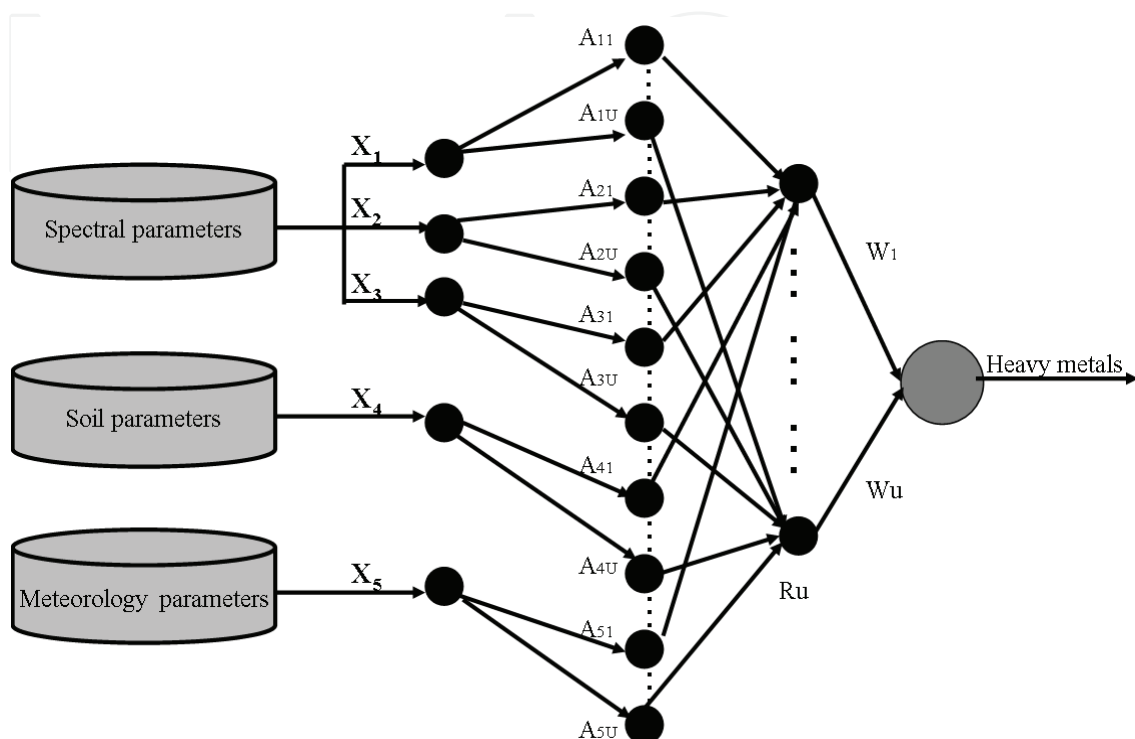 A11
A1U
X1
A21
Spectral parameters
X2
A2U
W1
X3
A31
Heavy metals
A3U
Soil parameters
X4
A41
Wu
A4U
X5
Ru
Meteorology parameters
A51
A5U